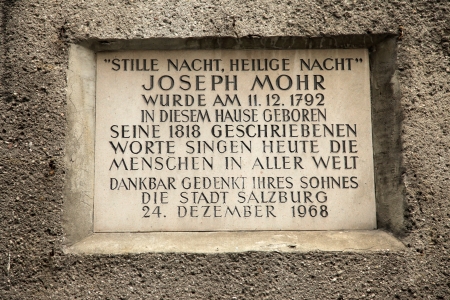 "STILLE NACHT, HEILIGE NACHT"
JOSEPH MOHR
WURDE AM 11. 12. 1792
IN DIESEM HAUSE GEBOREN
SEINE 1818 GESCHRIEBENEN
WORTE SINGEN HEUTE DIE
MENSCHEN IN ALLER WELT
DANKBAR GEDENKT IHRES SOHNES
DIE STADT SALZBURG
24. DEZEMBER 1968